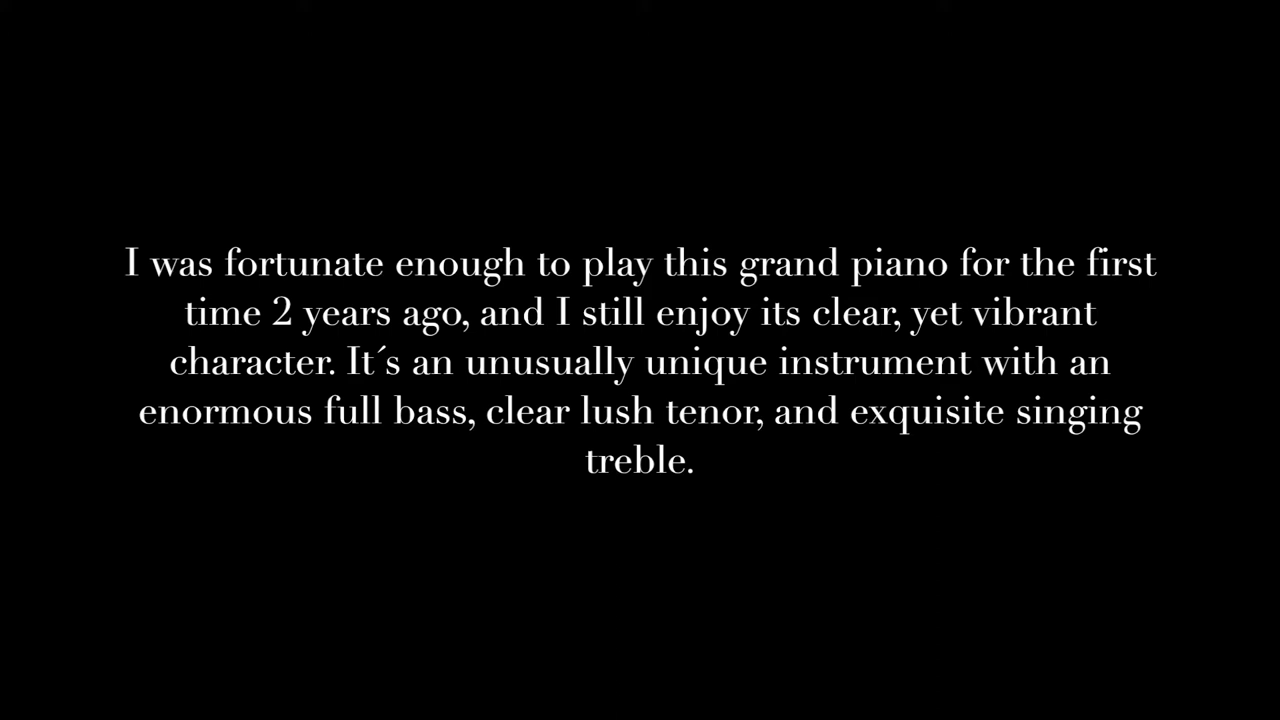 I was fortunate enough to play this grand piano for the first
time 2 years ago, and I still enjoy its clear, yet vibrant
character. It´s an unusually unique instrument with an
enormous full bass, clear lush tenor, and exquisite singing
treble.